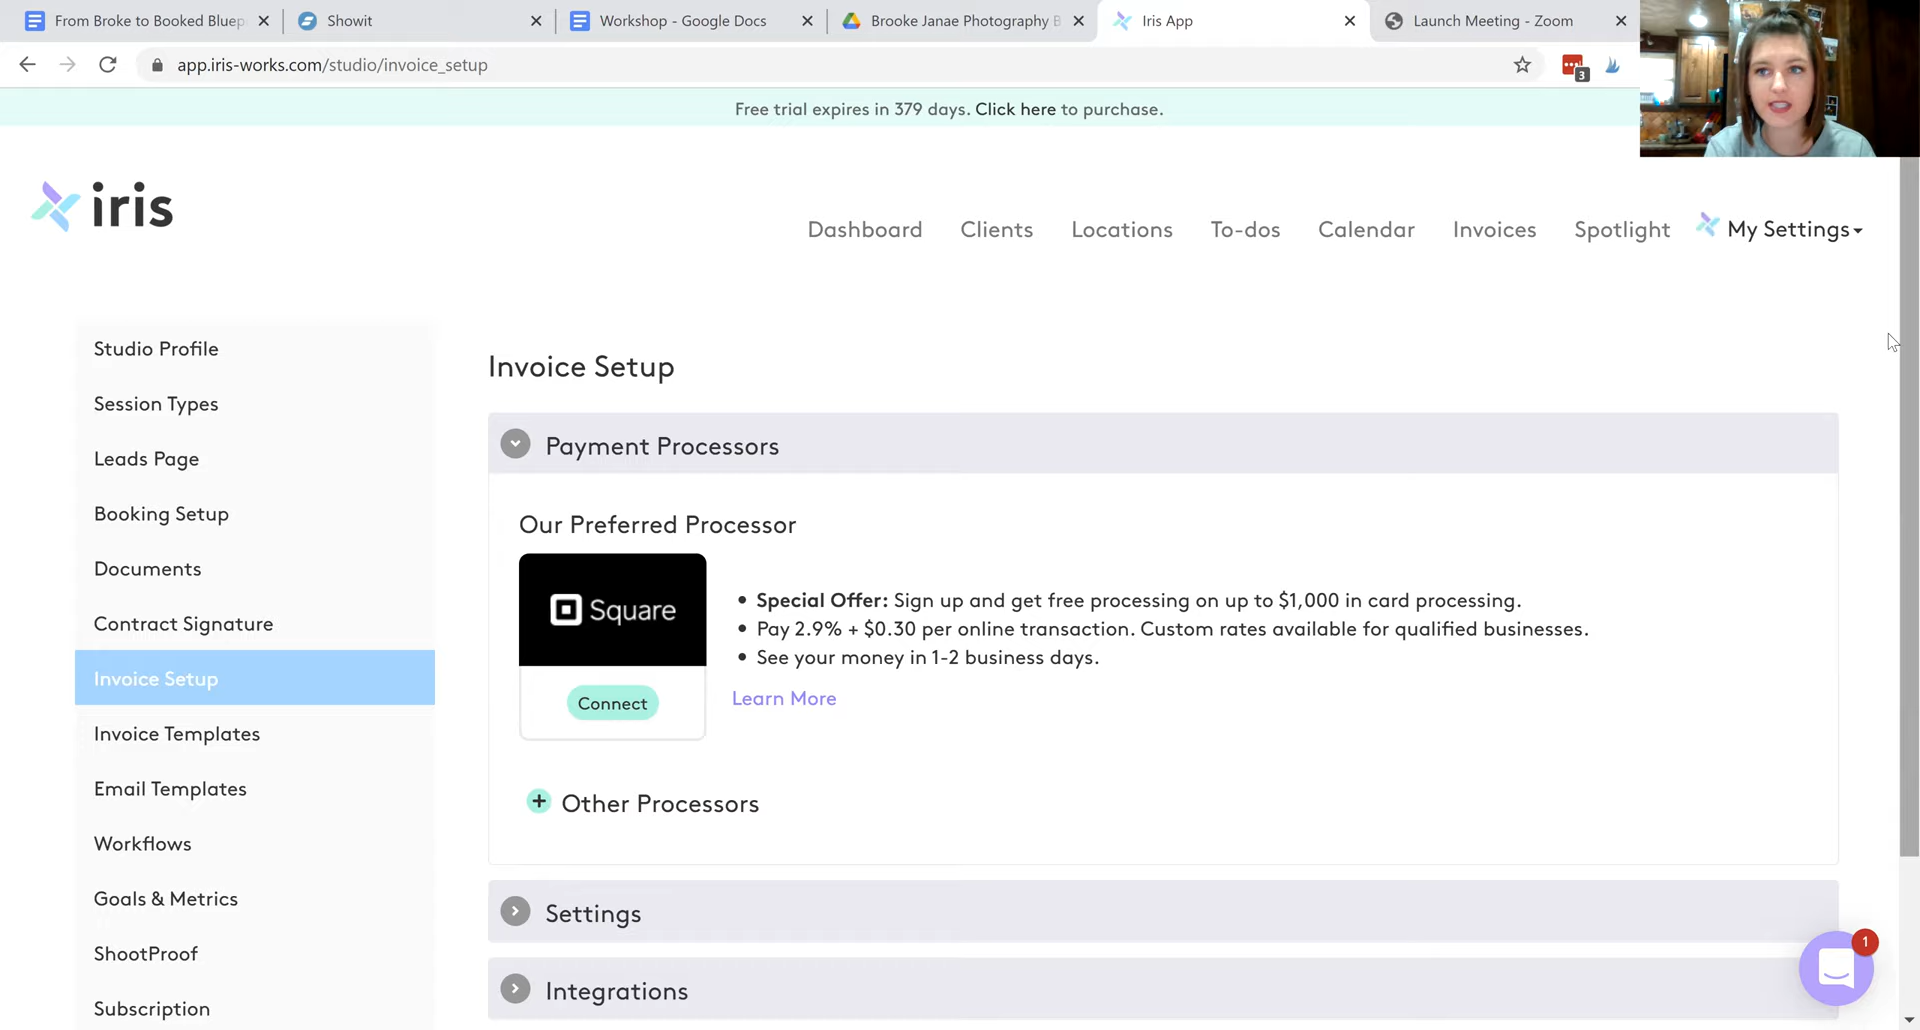 From Broke to Booked Bluep
Showit
Workshop - Google Docs
Brooke Janae Photography B
Iris App
Launch Meeting - Zoom
app.iris-works.com/studio/invoice_setup
3
Free trial expires in 379 days. Click here to purchase.
iris
Dashboard
Clients
Locations
To-dos
Calendar
Invoices
Spotlight
My Settings
Studio Profile
Session Types
Leads Page
Booking Setup
Documents
Contract Signature
Invoice Setup
Invoice Templates
Email Templates
Workflows
Goals & Metrics
ShootProof
Subscription
Invoice Setup
Payment Processors
Our Preferred Processor
Square
Connect
• Special Offer: Sign up and get free processing on up to $1,000 in card processing.
• Pay 2.9% + $0.30 per online transaction. Custom rates available for qualified businesses.
• See your money in 1-2 business days.
Learn More
+ Other Processors
Settings
Integrations
1